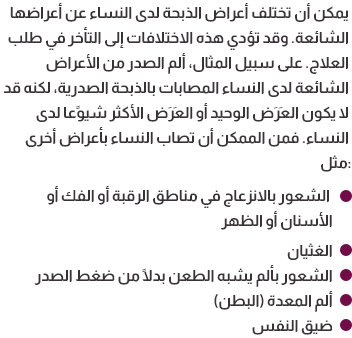 يمكن أن تختلف أعراض الذبحة لدى النساء عن أعراضها
الشائعة. وقد تؤدي هذه الاختلافات إلى التأخر في طلب
العلاج. على سبيل المثال، ألم الصدر من الأعراض
الشائعة لدى النساء المصابات بالذبحة الصدرية، لكنه قد
لا يكون العَرَض الوحيد أو العَرَض الأكثر شيوعًا لدى
النساء. فمن الممكن أن تصاب النساء بأعراض أخرى
مثل:
● الشعور بالانزعاج في مناطق الرقبة أو الفك أو
الأسنان أو الظهر
● الغثيان
● الشعور بألم يشبه الطعن بدلاً من ضغط الصدر
● ألم المعدة (البطن)
● ضيق النفس